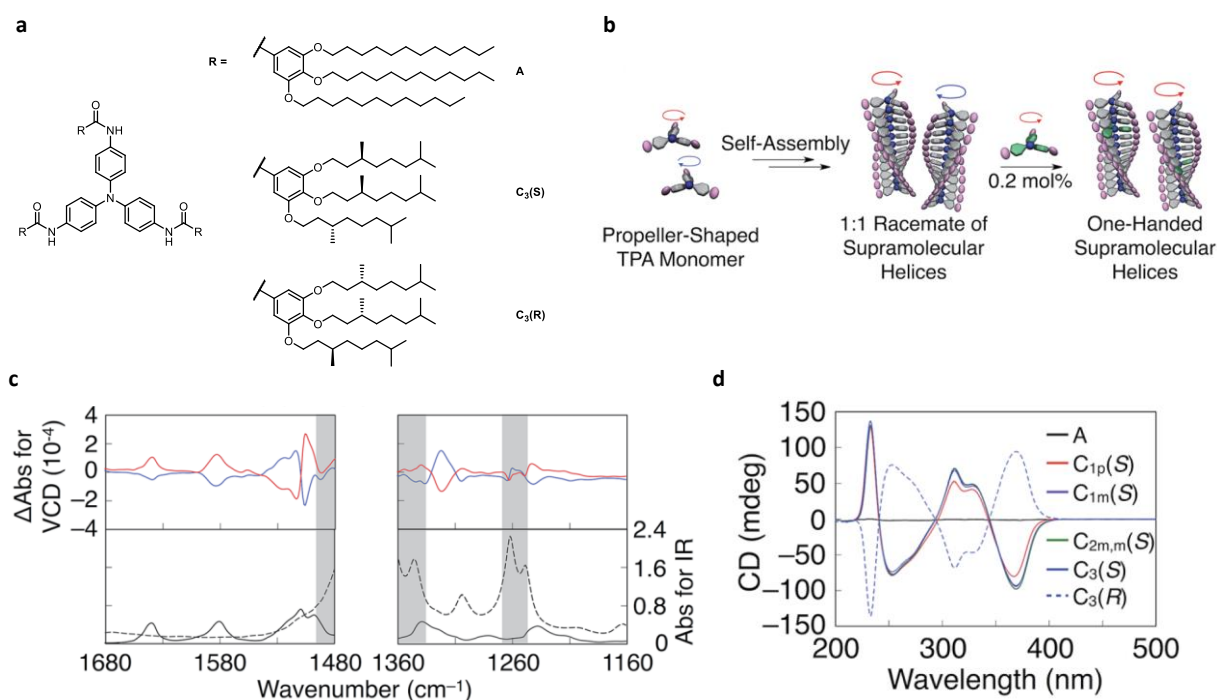 a
R =
O
O
O
A
O
R
NH
N
O
R
N
H
O
HN
R
O
O
O
C₃(S)
O
O
O
C₃(R)
b
Self-Assembly
0.2 mol%
Propeller-Shaped
TPA Monomer
1:1 Racemate of
Supramolecular
Helices
One-Handed
Supramolecular
Helices
c
ΔAbs for
VCD (10⁻⁴)
4
2
0
−2
−4
2.4
1.6
0.8
0
Abs for IR
1680
1580
1480
1360
1260
1160
Wavenumber (cm⁻¹)
d
CD (mdeg)
150
100
50
0
−50
−100
−150
A
C₁ₚ(S)
C₁ₘ(S)
C₂ₘ,ₘ(S)
C₃(S)
C₃(R)
200
300
400
500
Wavelength (nm)